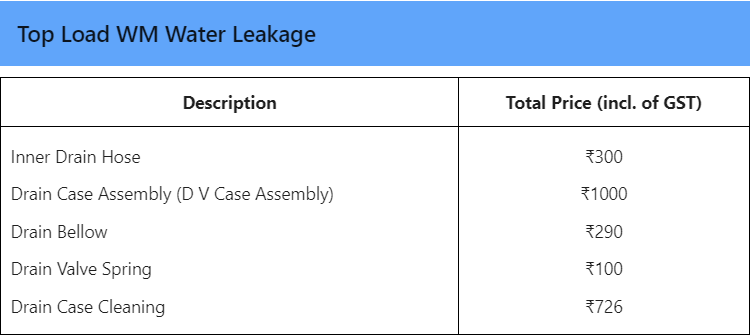 Top Load WM Water Leakage
Description Total Price (incl. of GST)
Inner Drain Hose ₹300
Drain Case Assembly (D V Case Assembly) ₹1000
Drain Bellow ₹290
Drain Valve Spring ₹100
Drain Case Cleaning ₹726